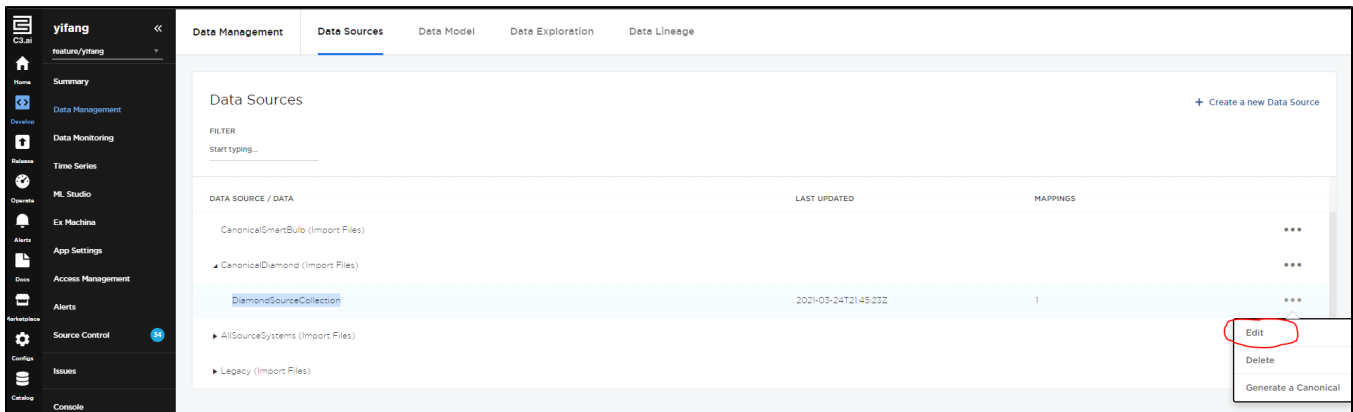 C3.ai
Home
Develop
Release
Operate
Alerts
Docs
Marketplace
Configs
Catalog
yifang «
feature/yifang
Summary
Data Management
Data Monitoring
Time Series
ML Studio
Ex Machina
App Settings
Access Management
Alerts
Source Control 34
Issues
Console
Data Management Data Sources Data Model Data Exploration Data Lineage
Data Sources
+ Create a new Data Source
FILTER
Start typing...
DATA SOURCE / DATA LAST UPDATED MAPPINGS
CanonicalSmartBulb (Import Files)
CanonicalDiamond (Import Files)
DiamondSourceCollection 2021-03-24T21:45:23Z 1
AllSourceSystems (Import Files)
Legacy (Import Files)
Edit
Delete
Generate a Canonical